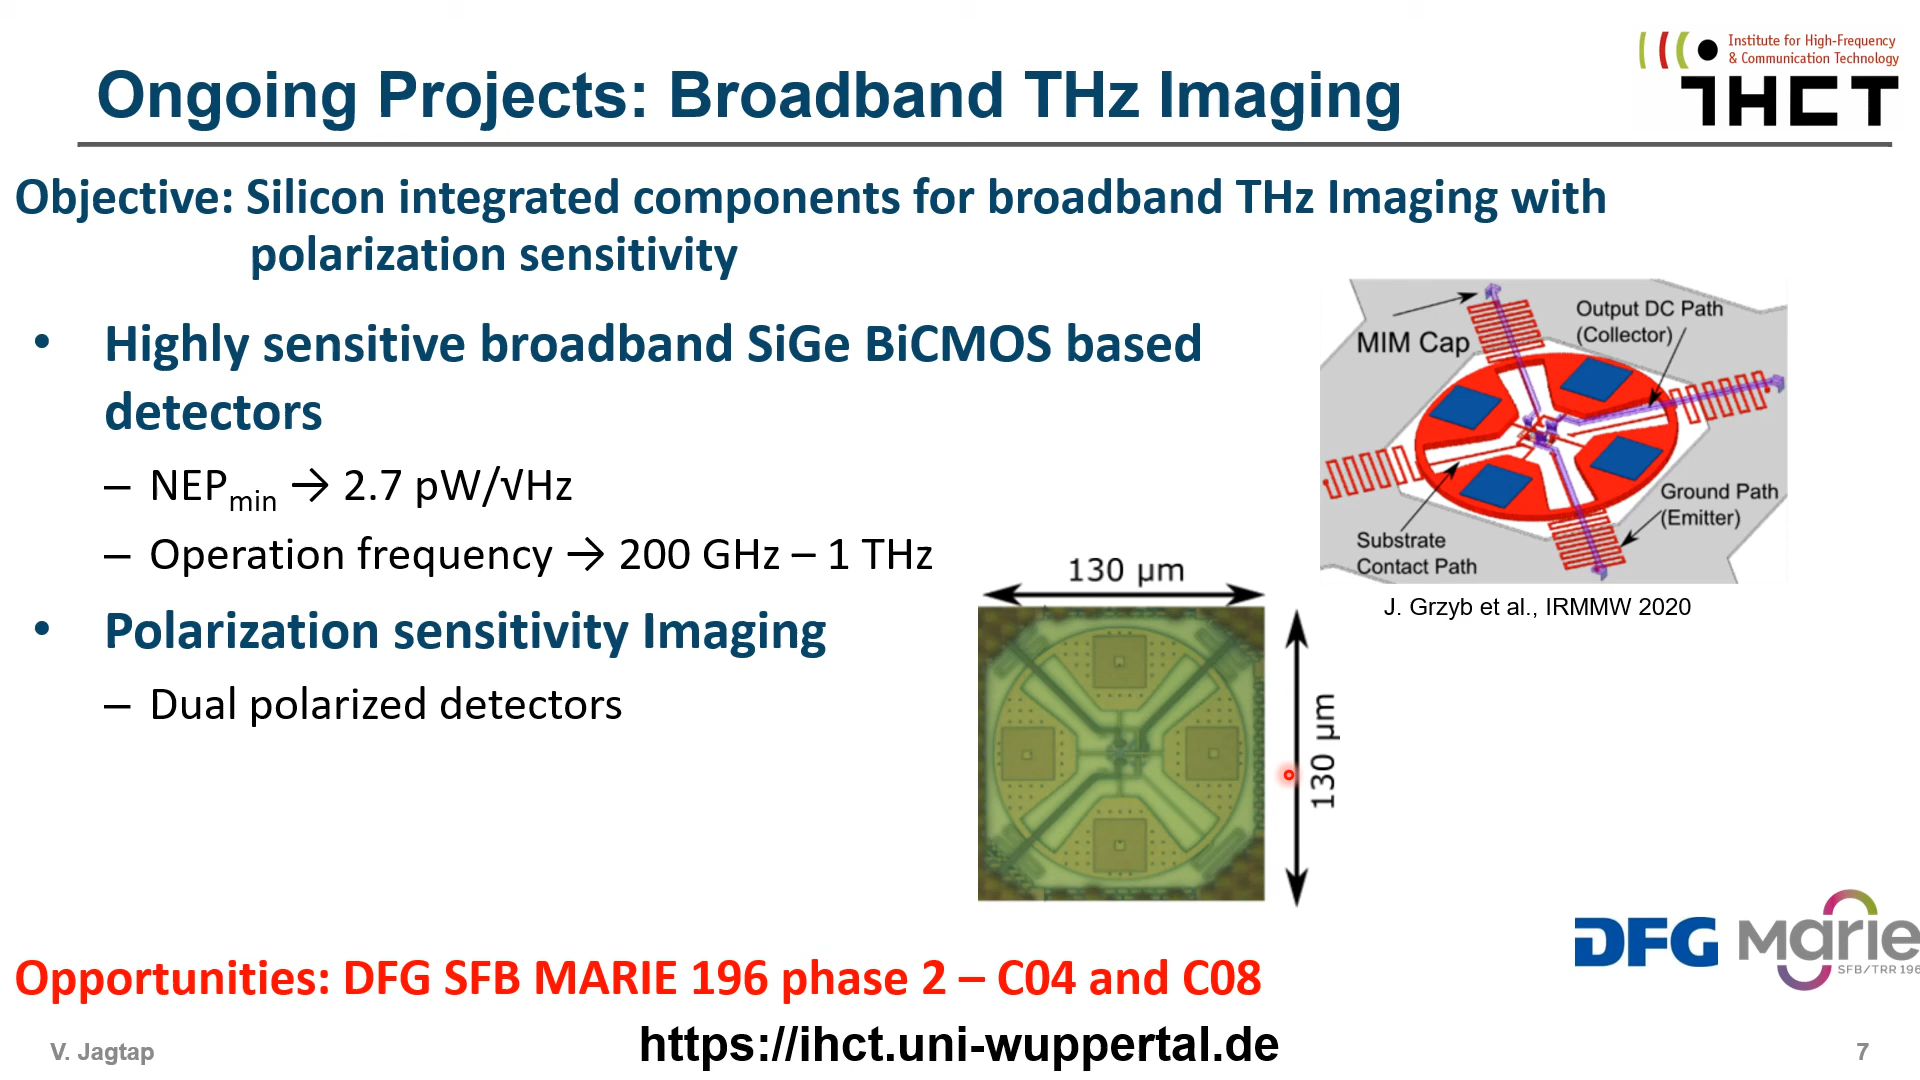 Institute for High-Frequency
& Communication Technology
IHCT
Ongoing Projects: Broadband THz Imaging
Objective: Silicon integrated components for broadband THz Imaging with
polarization sensitivity
• Highly sensitive broadband SiGe BiCMOS based
detectors
– NEPmin → 2.7 pW/√Hz
– Operation frequency → 200 GHz – 1 THz
• Polarization sensitivity Imaging
– Dual polarized detectors
MIM Cap
Output DC Path
(Collector)
Ground Path
(Emitter)
Substrate
Contact Path
J. Grzyb et al., IRMMW 2020
130 µm
130 µm
DFG
Marie
SFB/TRR 196
Opportunities: DFG SFB MARIE 196 phase 2 – C04 and C08
https://ihct.uni-wuppertal.de
V. Jagtap
7